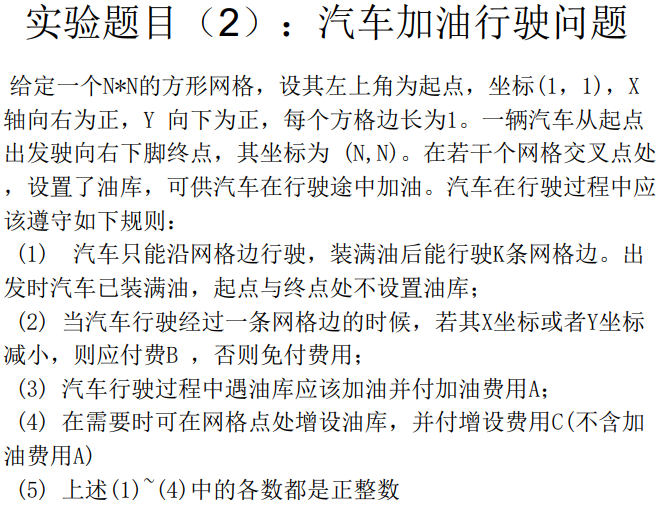 实验题目（2）：汽车加油行驶问题
给定一个N*N的方形网格，设其左上角为起点，坐标(1，1)，X
轴向右为正，Y 向下为正，每个方格边长为1。一辆汽车从起点
出发驶向右下脚终点，其坐标为 (N,N)。在若干个网格交叉点处
，设置了油库，可供汽车在行驶途中加油。汽车在行驶过程中应
该遵守如下规则：
(1) 汽车只能沿网格边行驶，装满油后能行驶K条网格边。出
发时汽车已装满油，起点与终点处不设置油库；
(2) 当汽车行驶经过一条网格边的时候，若其X坐标或者Y坐标
减小，则应付费B ，否则免付费用；
(3) 汽车行驶过程中遇油库应该加油并付加油费用A；
(4) 在需要时可在网格点处增设油库，并付增设费用C(不含加
油费用A)
(5) 上述(1)~(4)中的各数都是正整数